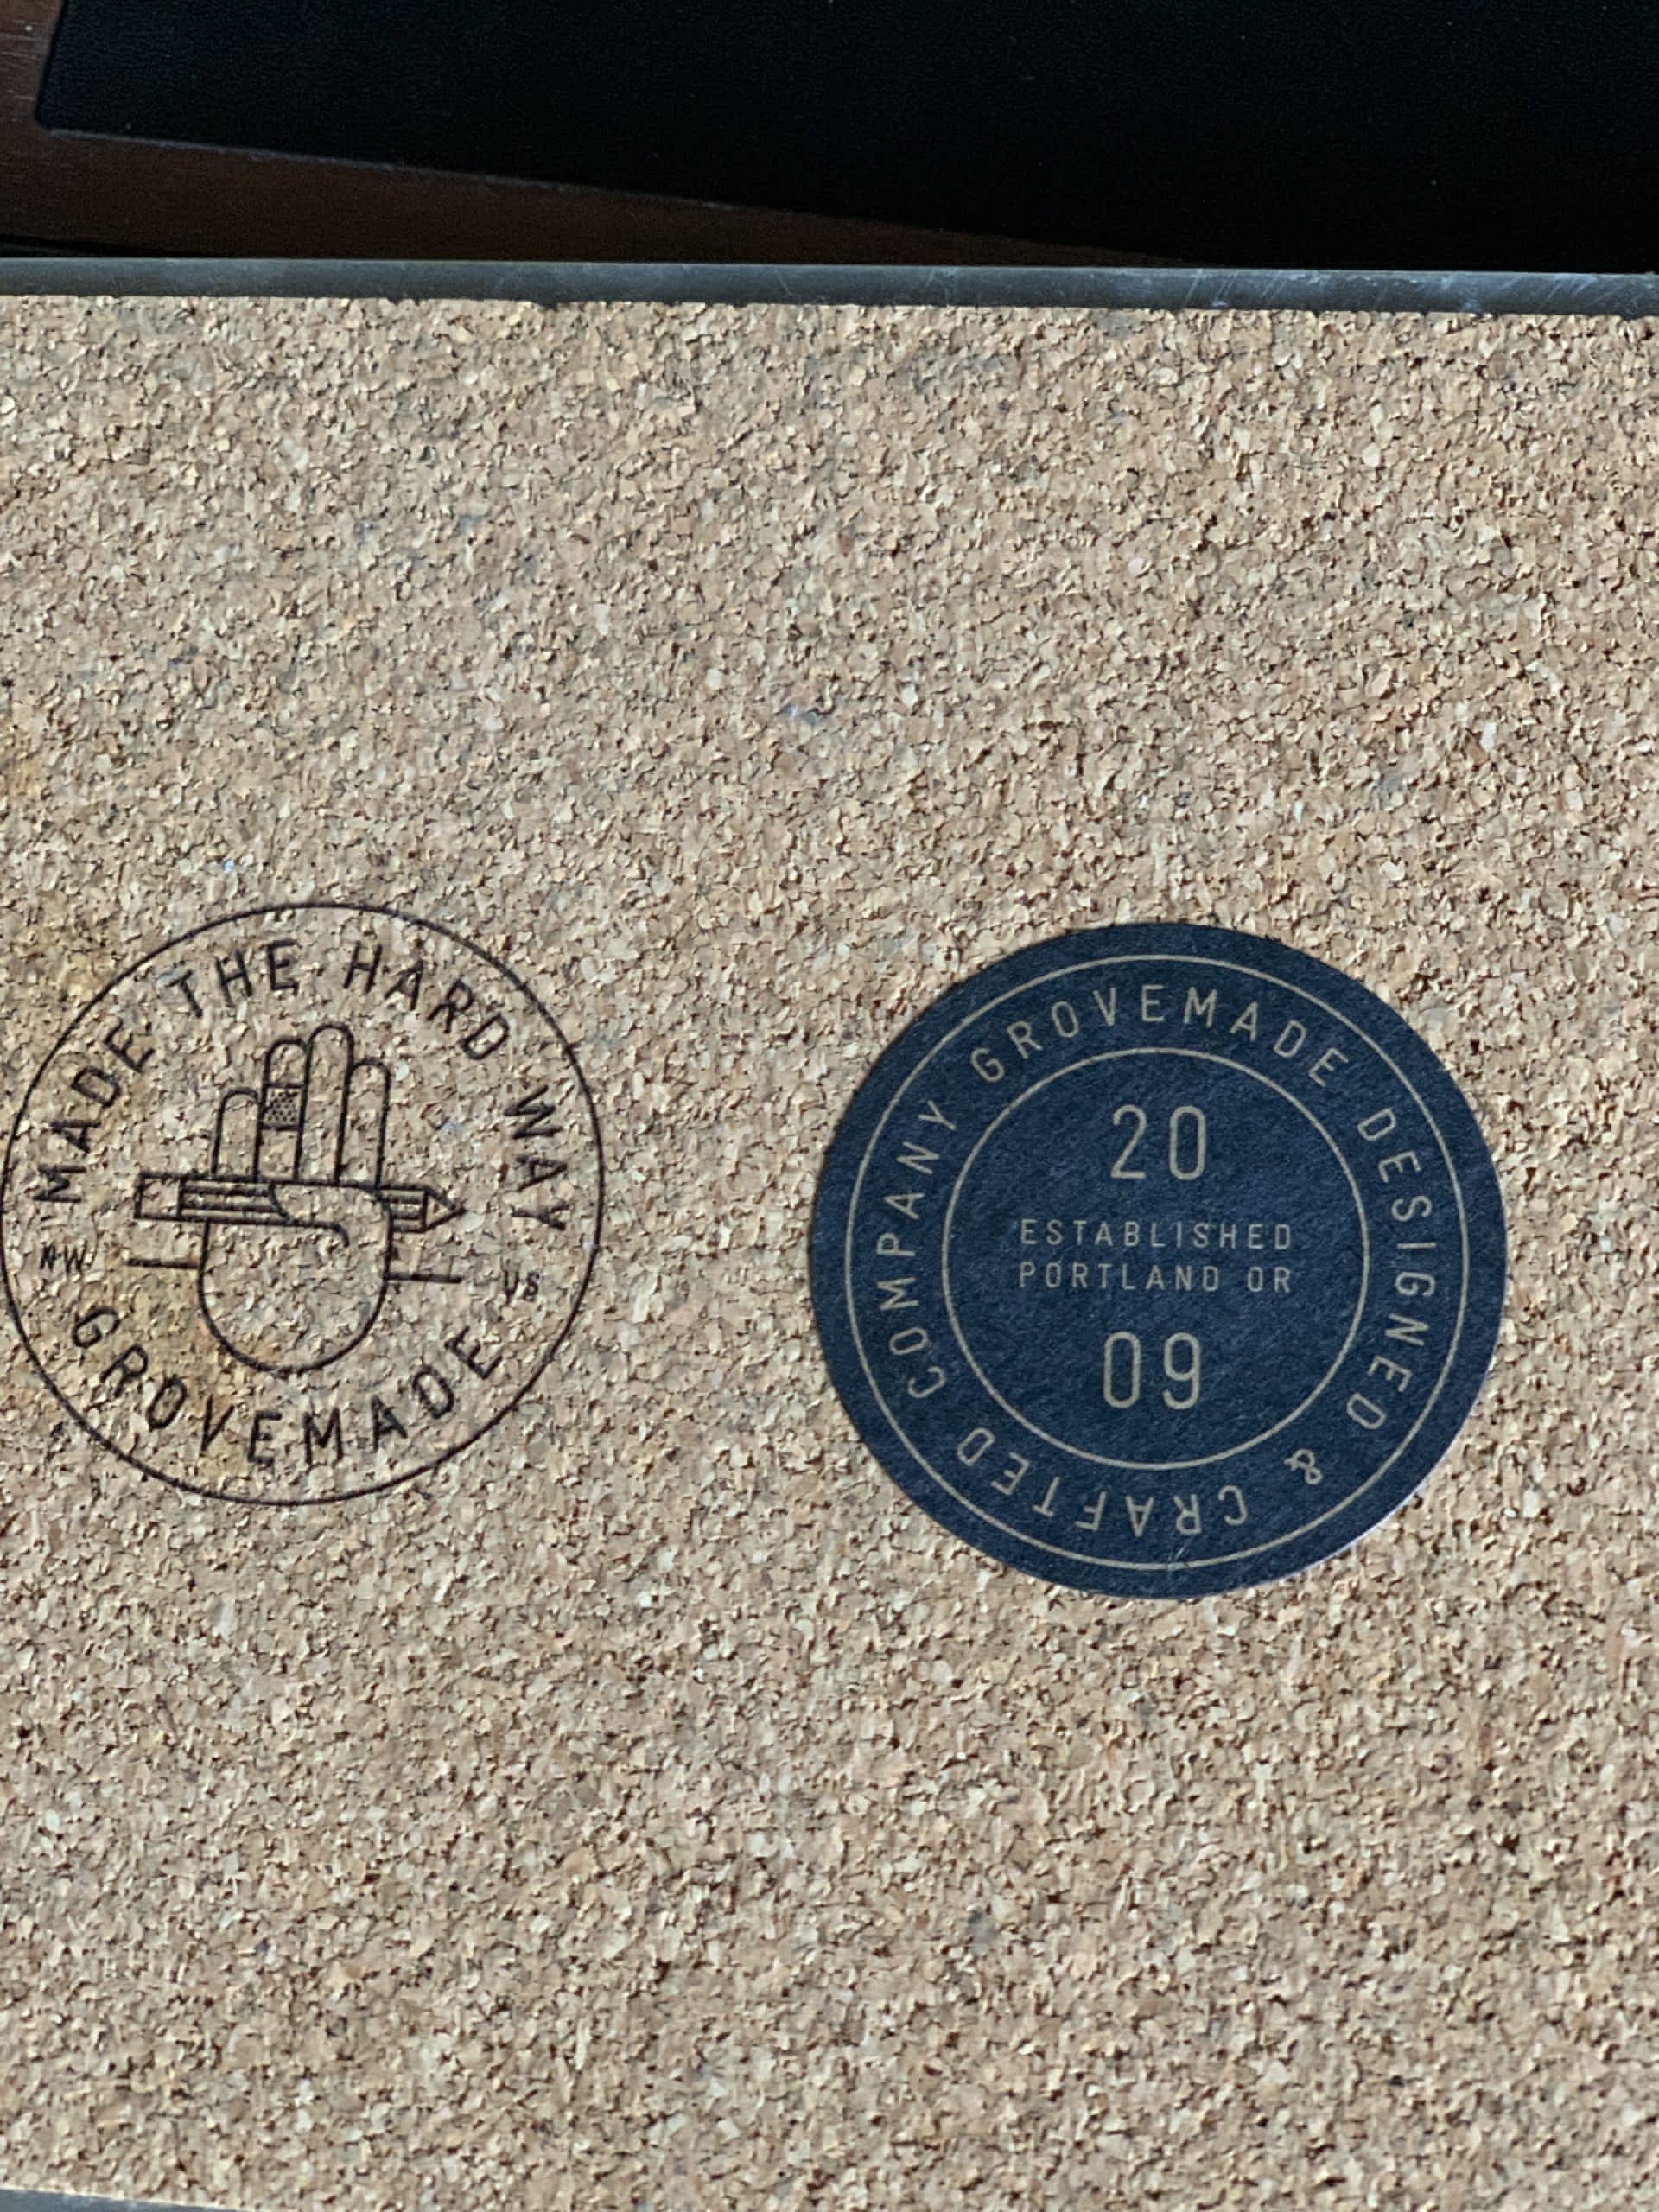 MADE THE HARD WAY
NW US
GROVEMADE
GROVEMADE DESIGNED & CRAFTED COMPANY
20
ESTABLISHED
PORTLAND OR
09